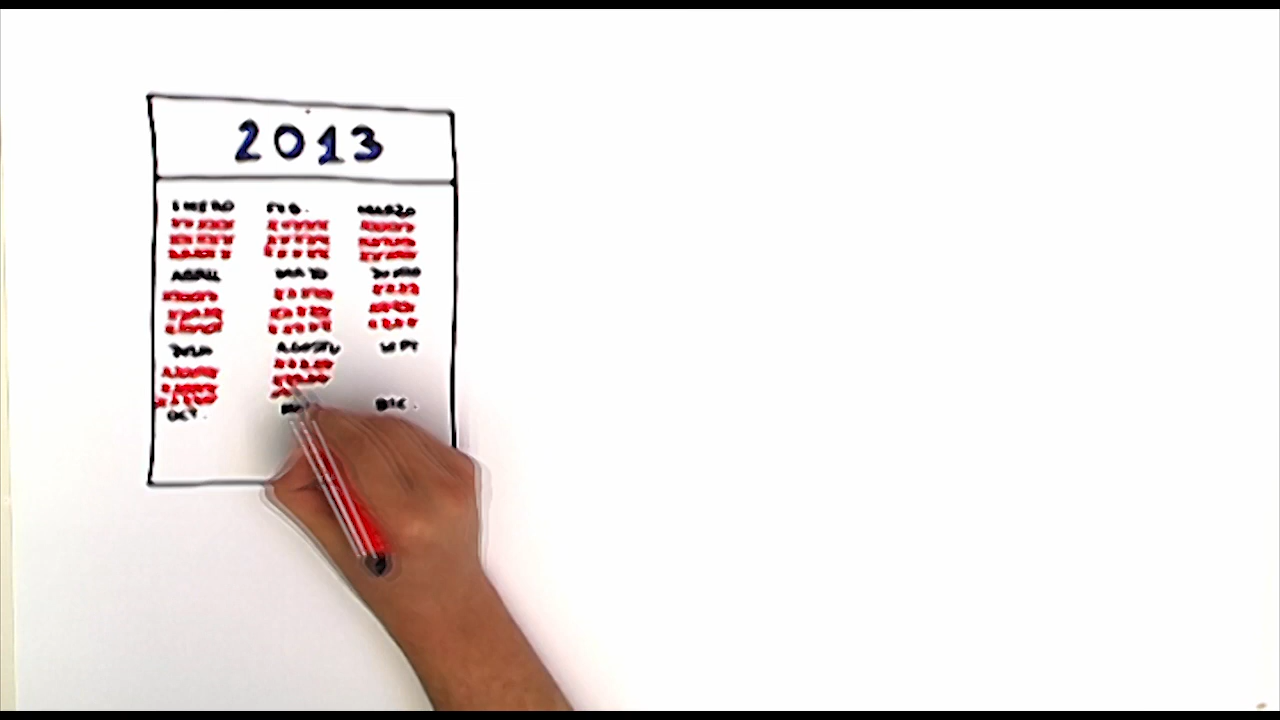 2013
ENERO FEB. MARZO
ABRIL MAYO JUNIO
JULIO AGOSTO SEPT
OCT. DIC.